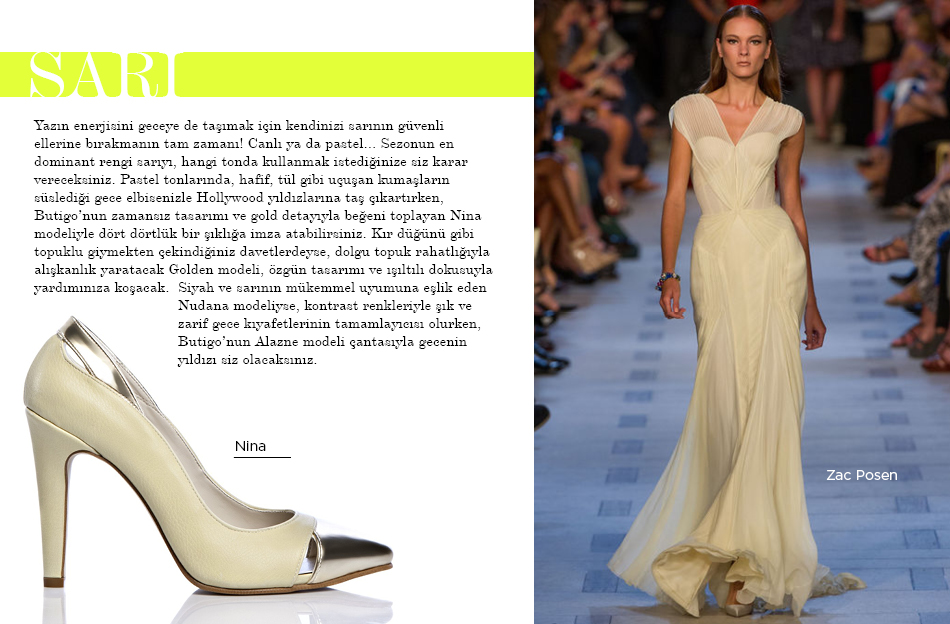 SARI
Yazın enerjisini geceye de taşımak için kendinizi sarının güvenli
ellerine bırakmanın tam zamanı! Canlı ya da pastel... Sezonun en
dominant rengi sarıyı, hangi tonda kullanmak istediğinize siz karar
vereceksiniz. Pastel tonlarında, hafif, tül gibi uçuşan kumaşların
süslediği gece elbisenizle Hollywood yıldızlarına taş çıkartırken,
Butigo'nun zamansız tasarımı ve gold detayıyla beğeni toplayan Nina
modeliyle dört dörtlük bir şıklığa imza atabilirsiniz. Kır düğünü gibi
topuklu giymekten çekindiğiniz davetlerdeyse, dolgu topuk rahatlığıyla
alışkanlık yaratacak Golden modeli, özgün tasarımı ve ışıltılı dokusuyla
yardımınıza koşacak. Siyah ve sarının mükemmel uyumuna eşlik eden
Nudana modeliyse, kontrast renkleriyle şık ve
zarif gece kıyafetlerinin tamamlayıcısı olurken,
Butigo'nun Alazne modeli çantasıyla gecenin
yıldızı siz olacaksınız.
Nina
Zac Posen